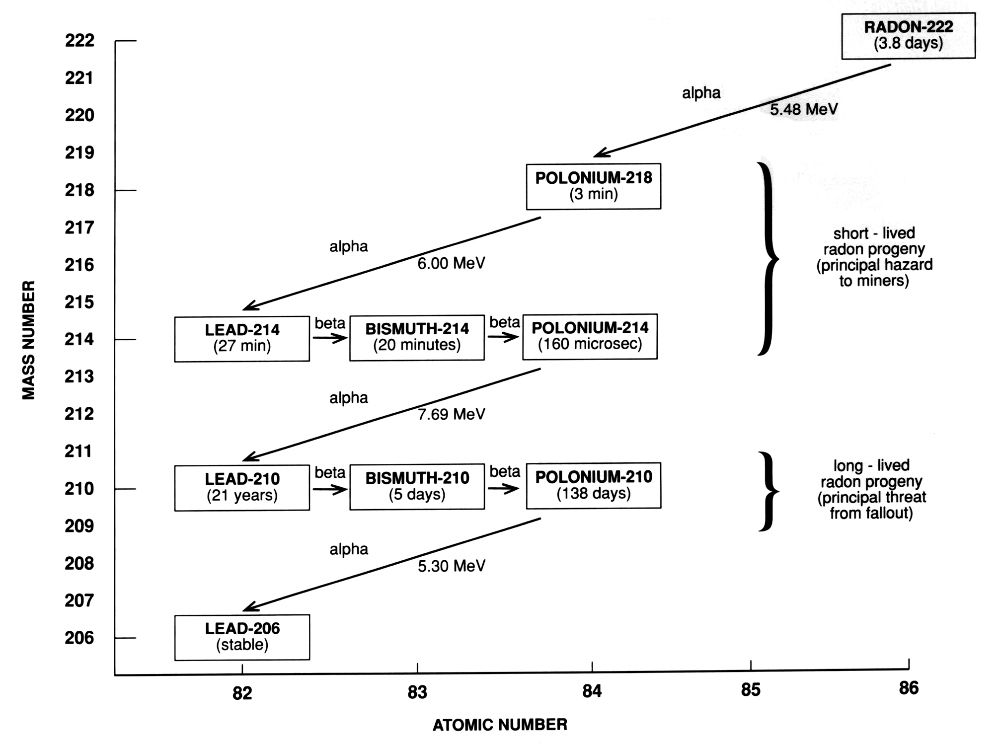 RADON-222
(3.8 days)
222
221
220
219
218
217
216
215
214
213
212
211
210
209
208
207
206
MASS NUMBER
alpha
5.48 MeV
POLONIUM-218
(3 min)
alpha
6.00 MeV
short - lived
radon progeny
(principal hazard
to miners)
LEAD-214
(27 min)
beta
BISMUTH-214
(20 minutes)
beta
POLONIUM-214
(160 microsec)
alpha
7.69 MeV
LEAD-210
(21 years)
beta
BISMUTH-210
(5 days)
beta
POLONIUM-210
(138 days)
long - lived
radon progeny
(principal threat
from fallout)
alpha
5.30 MeV
LEAD-206
(stable)
82
83
84
85
86
ATOMIC NUMBER